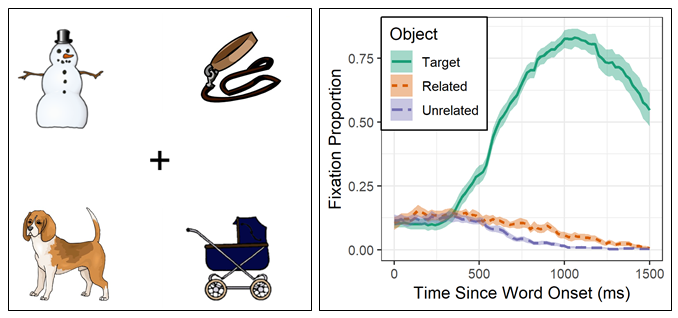 +
Object
Target
Related
Unrelated
Fixation Proportion
0.75
0.50
0.25
0.00
0
500
1000
1500
Time Since Word Onset (ms)